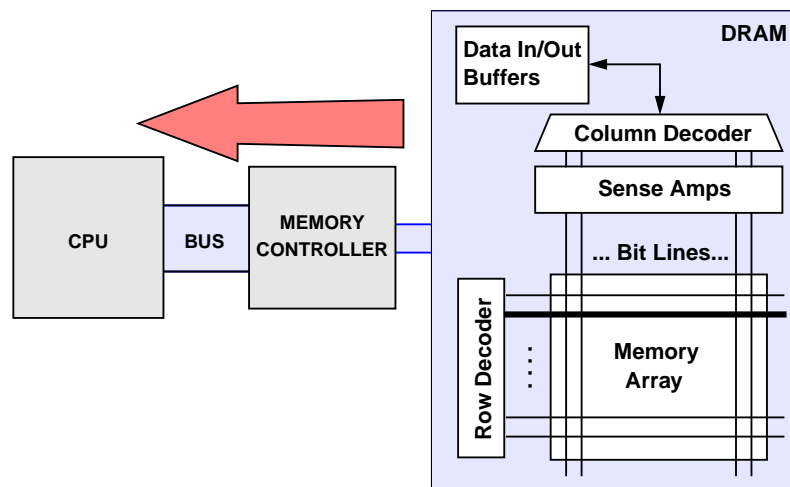 DRAM
Data In/Out
Buffers
Column Decoder
Sense Amps
... Bit Lines...
CPU
BUS
MEMORY
CONTROLLER
Row Decoder
Memory
Array